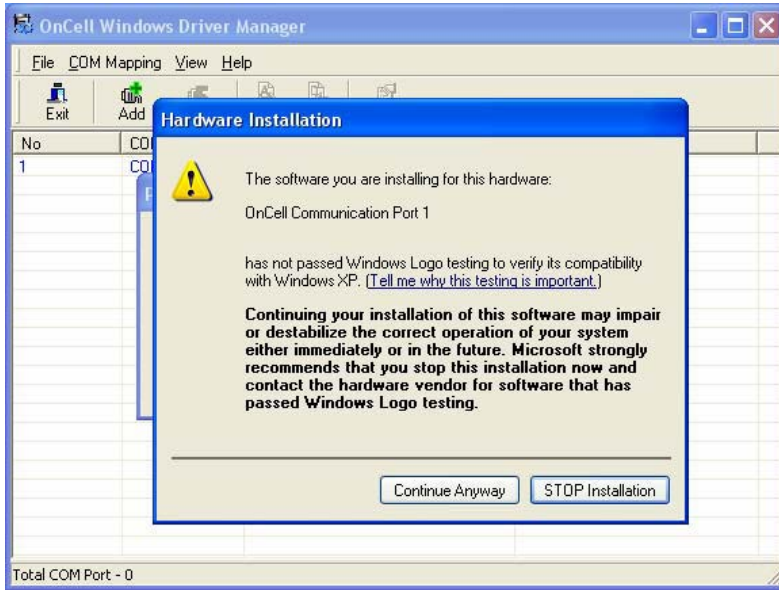 OnCell Windows Driver Manager
File COM Mapping View Help
Exit Add
Hardware Installation
No
1
The software you are installing for this hardware:
OnCell Communication Port 1
has not passed Windows Logo testing to verify its compatibility
with Windows XP. (Tell me why this testing is important.)
Continuing your installation of this software may impair
or destabilize the correct operation of your system
either immediately or in the future. Microsoft strongly
recommends that you stop this installation now and
contact the hardware vendor for software that has
passed Windows Logo testing.
Continue Anyway STOP Installation
Total COM Port - 0